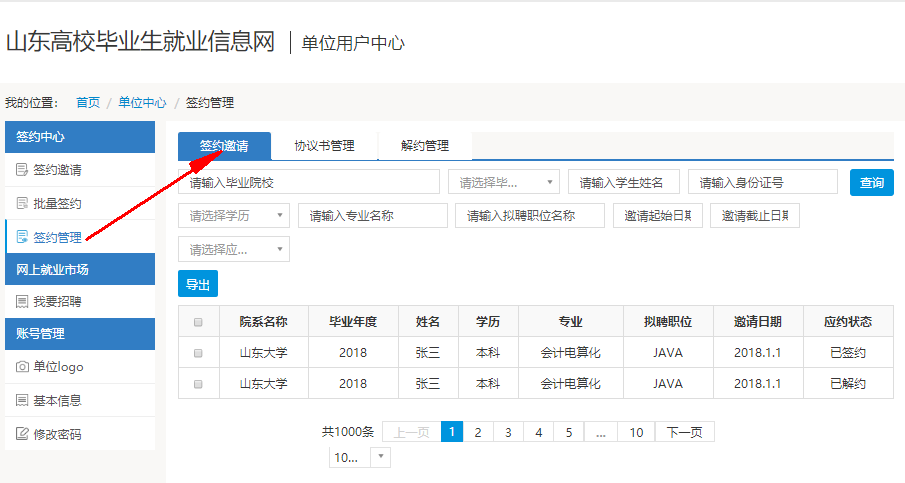 山东高校毕业生就业信息网 | 单位用户中心
我的位置： 首页 / 单位中心 / 签约管理
签约中心
签约邀请
批量签约
签约管理
网上就业市场
我要招聘
账号管理
单位logo
基本信息
修改密码
签约邀请 协议书管理 解约管理
请输入毕业院校 请选择毕... 请输入学生姓名 请输入身份证号 查询
请选择学历 请输入专业名称 请输入拟聘职位名称 邀请起始日期 邀请截止日期
请选择应...
导出
院系名称 毕业年度 姓名 学历 专业 拟聘职位 邀请日期 应约状态
山东大学 2018 张三 本科 会计电算化 JAVA 2018.1.1 已签约
山东大学 2018 张三 本科 会计电算化 JAVA 2018.1.1 已解约
共1000条 上一页 1 2 3 4 5 ... 10 下一页
10...